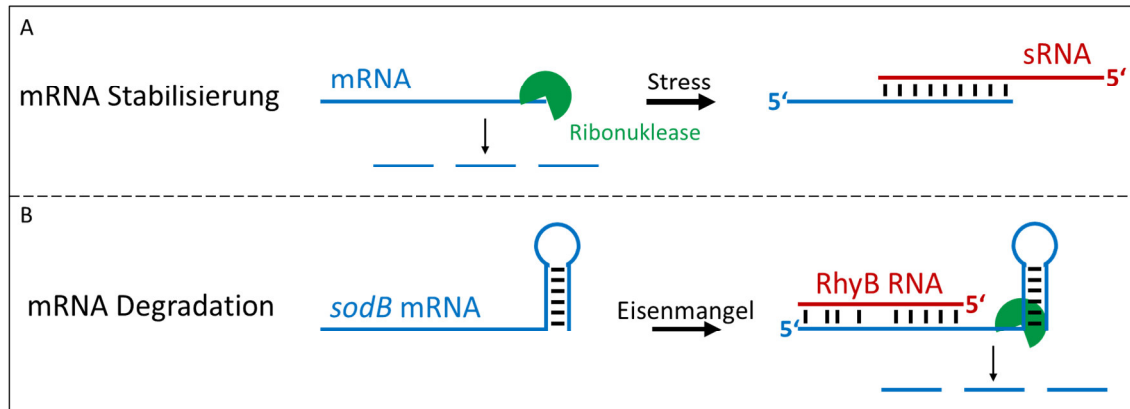 A
mRNA Stabilisierung
mRNA
Ribonuklease
Stress
sRNA
5‘
5‘
B
mRNA Degradation
sodB mRNA
Eisenmangel
RhyB RNA
5‘
5‘